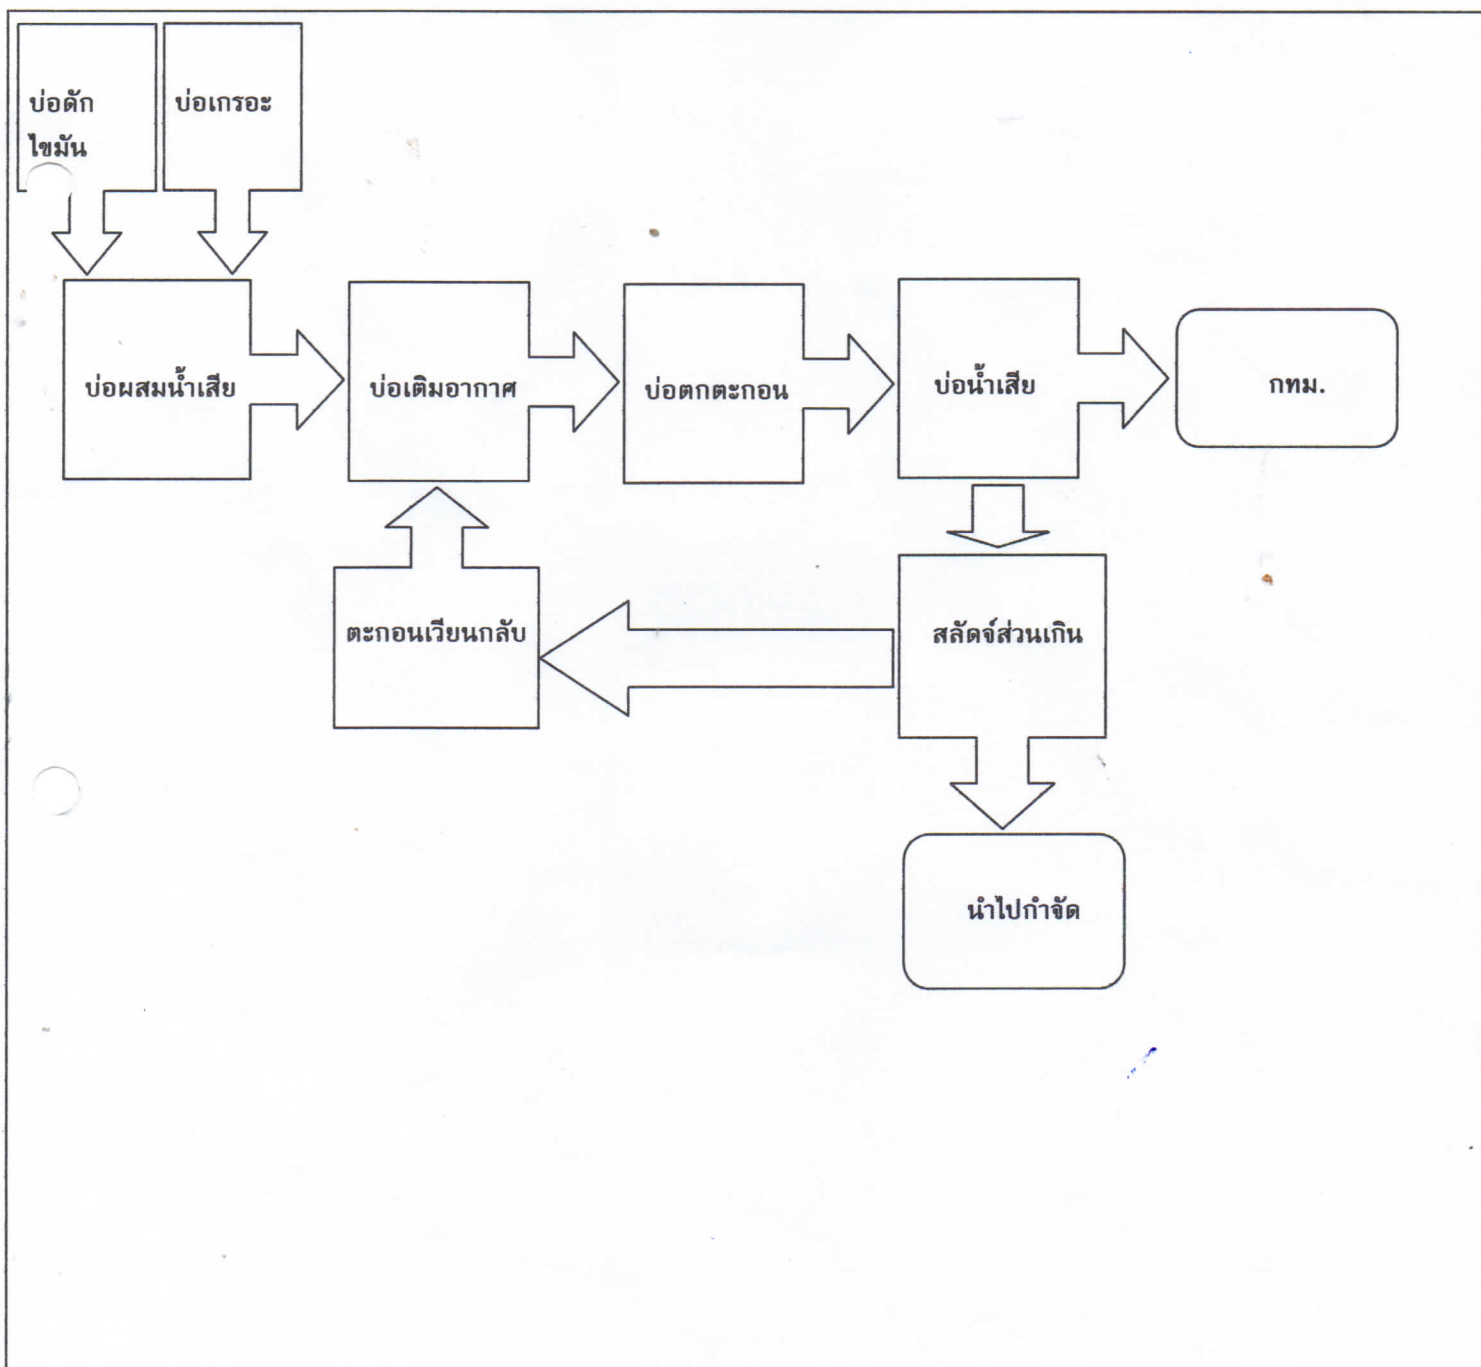 บ่อดัก
ไขมัน
บ่อเกรอะ
บ่อผสมน้ำเสีย
บ่อเติมอากาศ
บ่อตกตะกอน
บ่อน้ำเสีย
กทม.
ตะกอนเวียนกลับ
สลัดจ์ส่วนเกิน
นำไปกำจัด